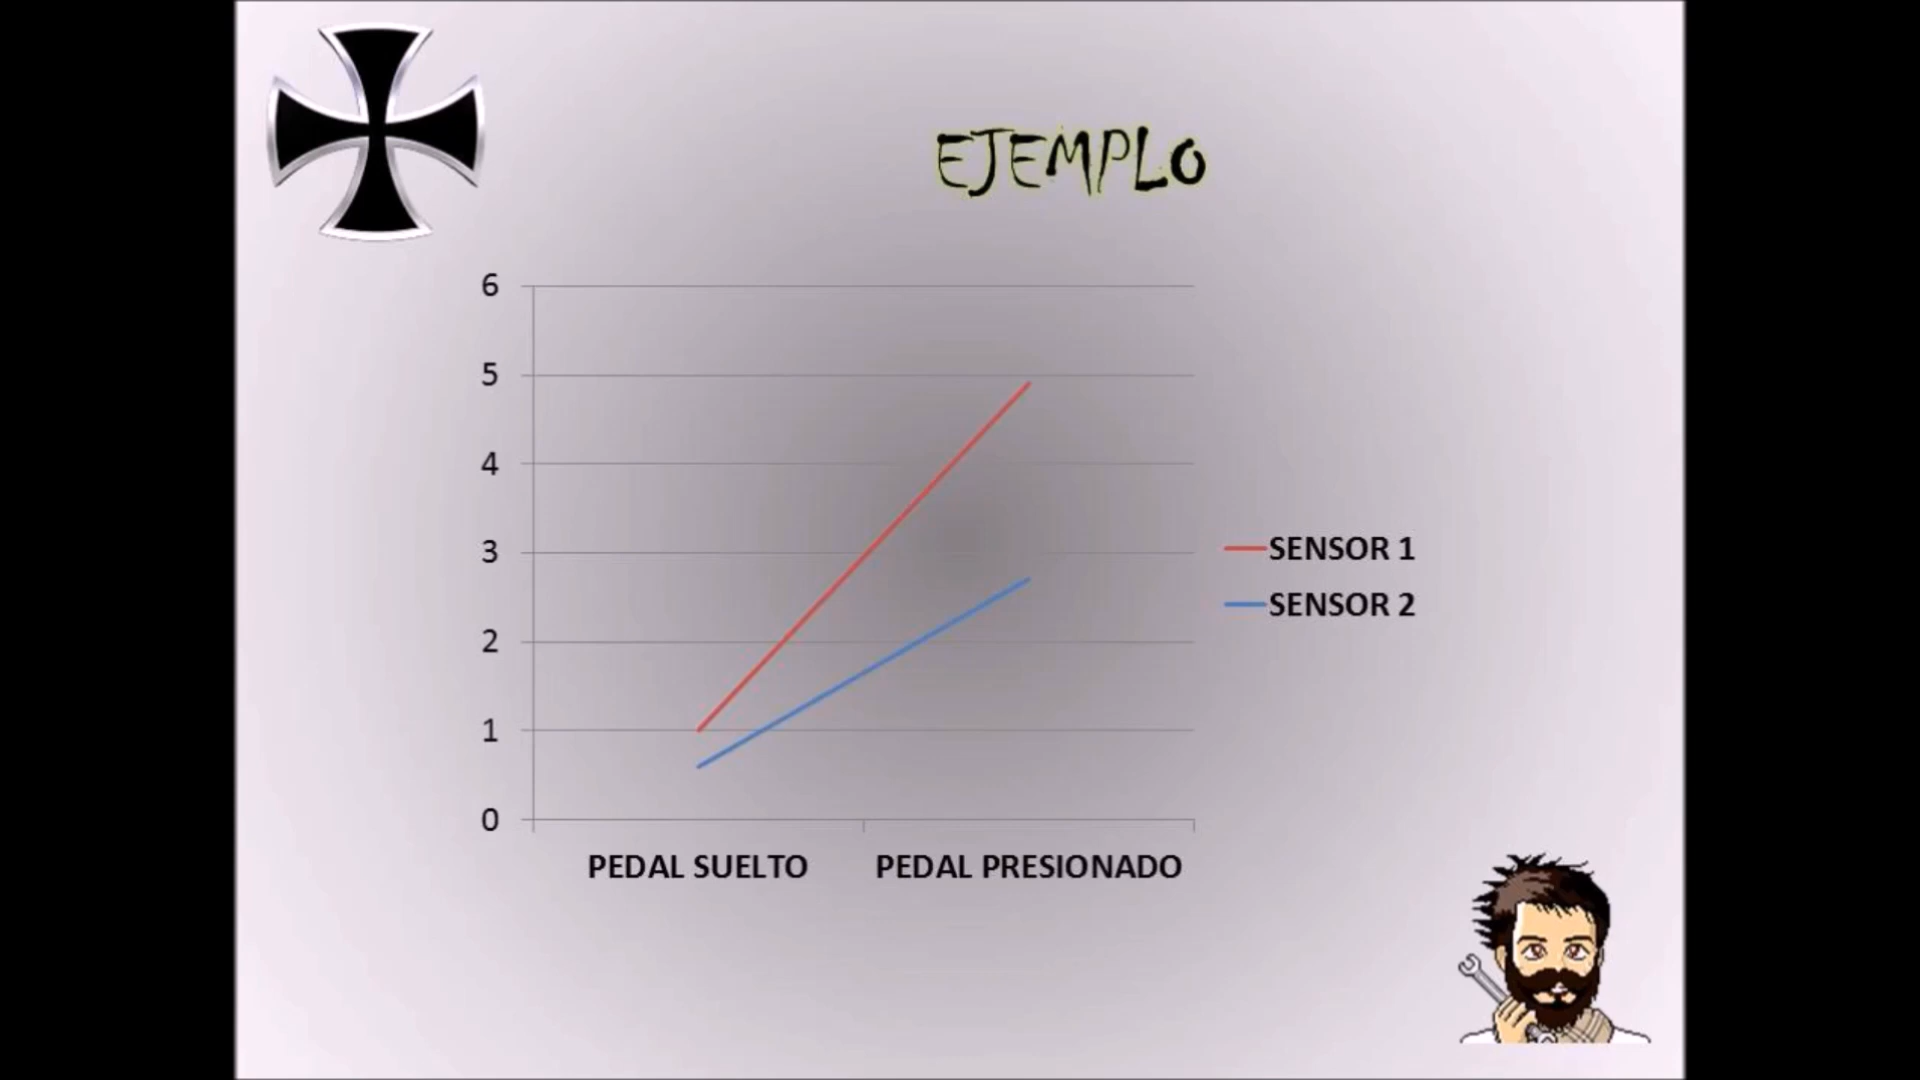 EJEMPLO
6
5
4
3
2
1
0
SENSOR 1
SENSOR 2
PEDAL SUELTO
PEDAL PRESIONADO